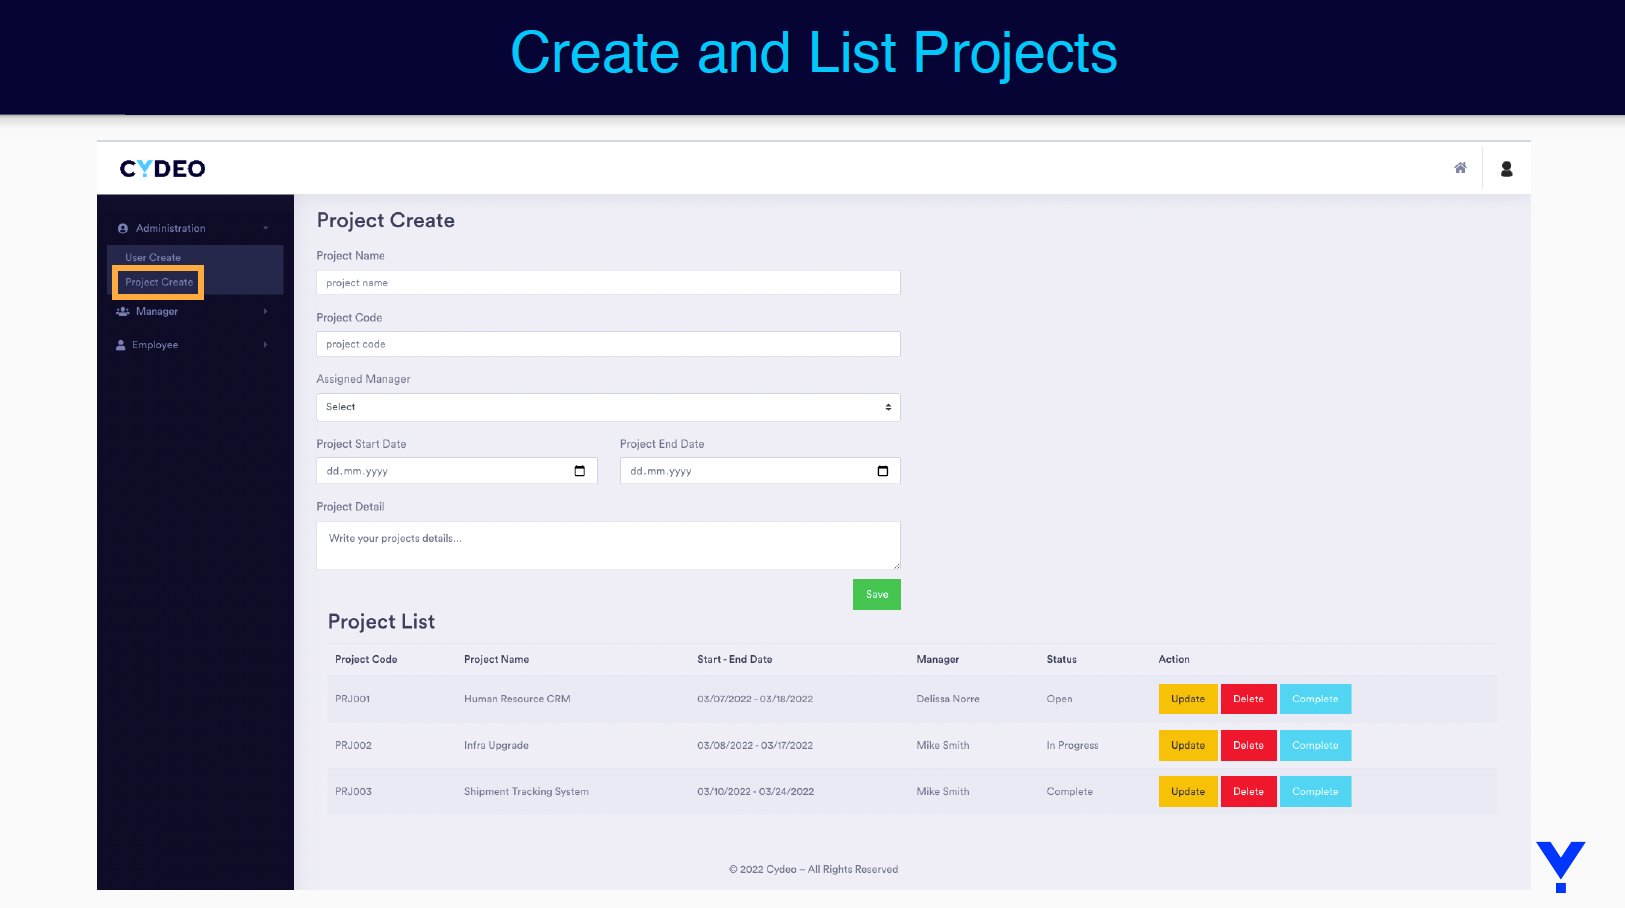 Create and List Projects
CYDEO
Administration
User Create
Project Create
Manager
Employee
Project Create
Project Name
project name
Project Code
project code
Assigned Manager
Select
Project Start Date Project End Date
dd.mm.yyyy dd.mm.yyyy
Project Detail
Write your projects details...
Save
Project List
Project Code Project Name Start - End Date Manager Status Action
PRJ001 Human Resource CRM 03/07/2022 - 03/18/2022 Delissa Norre Open Update Delete Complete
PRJ002 Infra Upgrade 03/08/2022 - 03/17/2022 Mike Smith In Progress Update Delete Complete
PRJ003 Shipment Tracking System 03/10/2022 - 03/24/2022 Mike Smith Complete Update Delete Complete
© 2022 Cydeo – All Rights Reserved